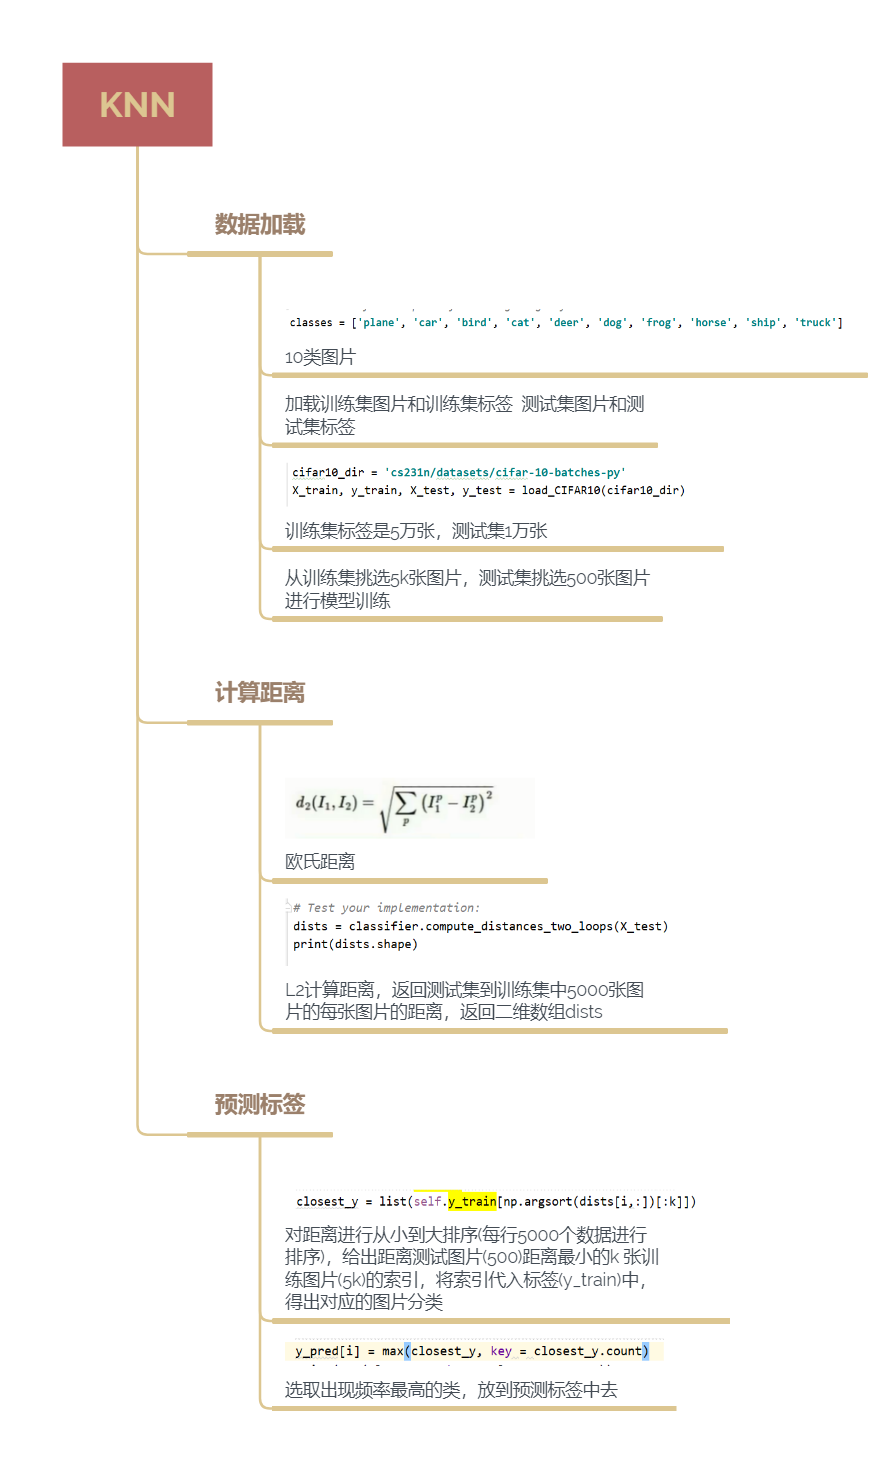 KNN
数据加载
classes = ['plane', 'car', 'bird', 'cat', 'deer', 'dog', 'frog', 'horse', 'ship', 'truck']
10类图片
加载训练集图片和训练集标签 测试集图片和测
试集标签
cifar10_dir = 'cs231n/datasets/cifar-10-batches-py'
X_train, y_train, X_test, y_test = load_CIFAR10(cifar10_dir)
训练集标签是5万张，测试集1万张
从训练集挑选5k张图片，测试集挑选500张图片
进行模型训练
计算距离
d₂(I₁, I₂) = √∑ₚ (I₁ᵖ − I₂ᵖ)²
欧氏距离
# Test your implementation:
dists = classifier.compute_distances_two_loops(X_test)
print(dists.shape)
L2计算距离，返回测试集到训练集中5000张图
片的每张图片的距离，返回二维数组dists
预测标签
closest_y = list(self.y_train[np.argsort(dists[i,:])[:k]])
对距离进行从小到大排序(每行5000个数据进行
排序)，给出距离测试图片(500)距离最小的k 张训
练图片(5k)的索引，将索引代入标签(y_train)中，
得出对应的图片分类
y_pred[i] = max(closest_y, key = closest_y.count)
选取出现频率最高的类，放到预测标签中去